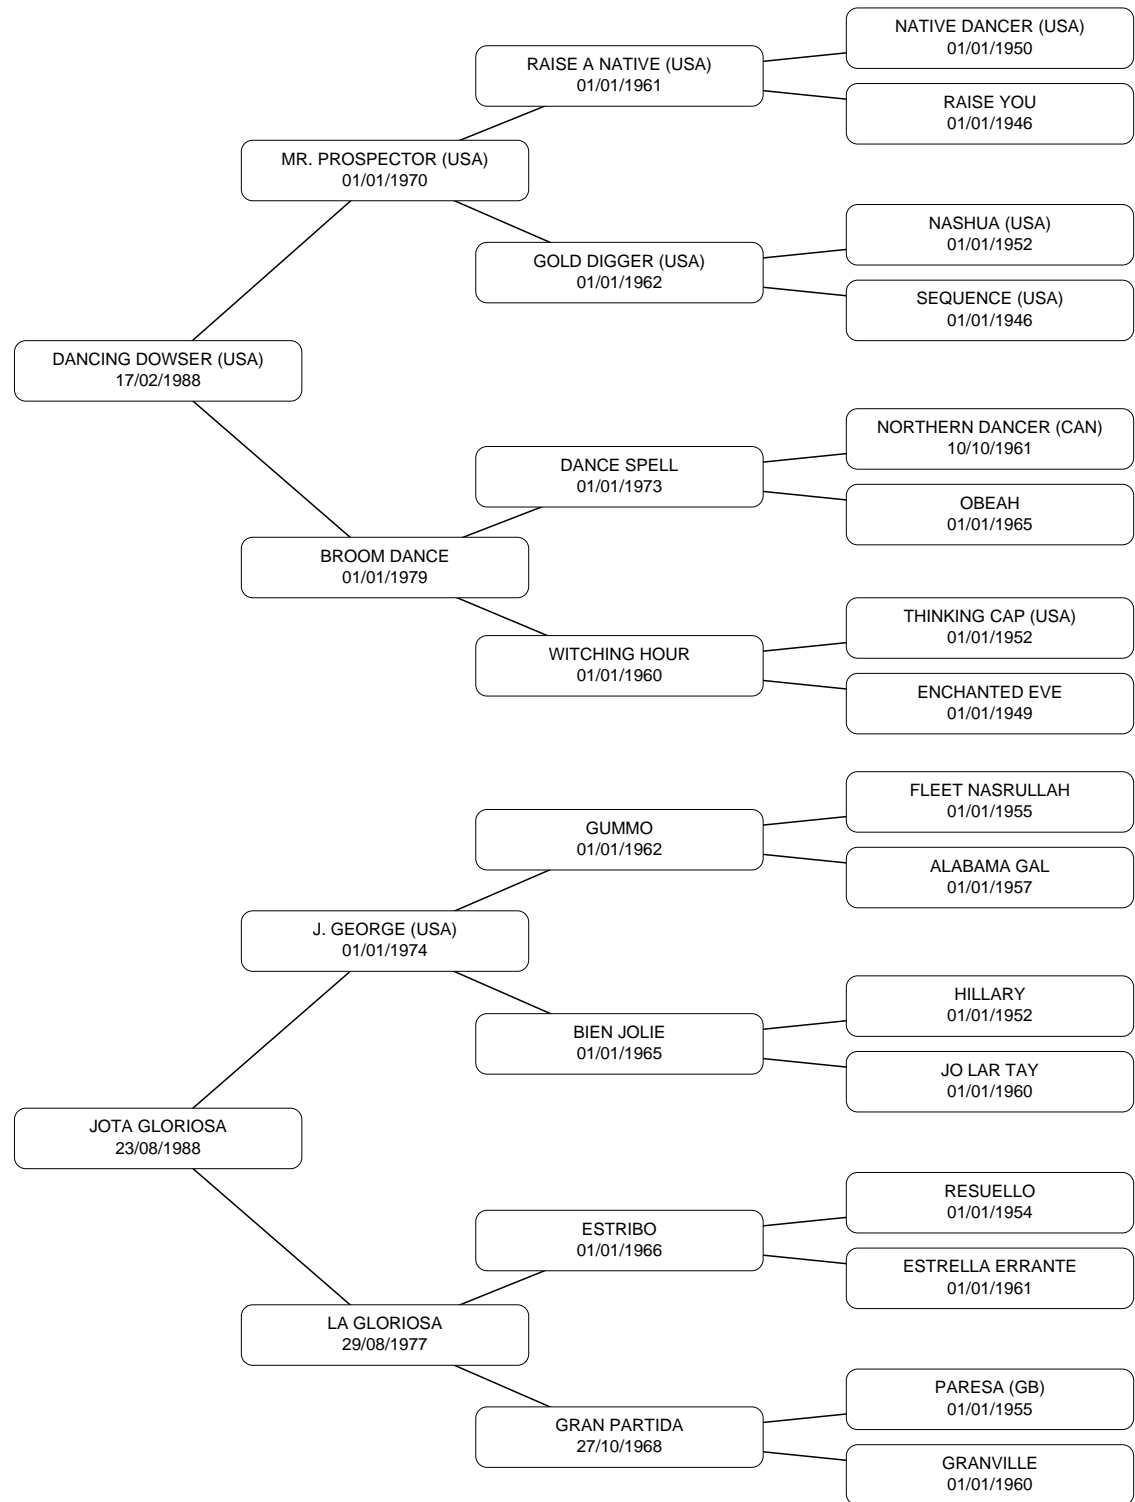 NATIVE DANCER (USA)
01/01/1950
RAISE A NATIVE (USA)
01/01/1961
RAISE YOU
01/01/1946
MR. PROSPECTOR (USA)
01/01/1970
NASHUA (USA)
01/01/1952
GOLD DIGGER (USA)
01/01/1962
SEQUENCE (USA)
01/01/1946
DANCING DOWSER (USA)
17/02/1988
NORTHERN DANCER (CAN)
10/10/1961
DANCE SPELL
01/01/1973
OBEAH
01/01/1965
BROOM DANCE
01/01/1979
THINKING CAP (USA)
01/01/1952
WITCHING HOUR
01/01/1960
ENCHANTED EVE
01/01/1949
FLEET NASRULLAH
01/01/1955
GUMMO
01/01/1962
ALABAMA GAL
01/01/1957
J. GEORGE (USA)
01/01/1974
HILLARY
01/01/1952
BIEN JOLIE
01/01/1965
JO LAR TAY
01/01/1960
JOTA GLORIOSA
23/08/1988
RESUELLO
01/01/1954
ESTRIBO
01/01/1966
ESTRELLA ERRANTE
01/01/1961
LA GLORIOSA
29/08/1977
PARESA (GB)
01/01/1955
GRAN PARTIDA
27/10/1968
GRANVILLE
01/01/1960